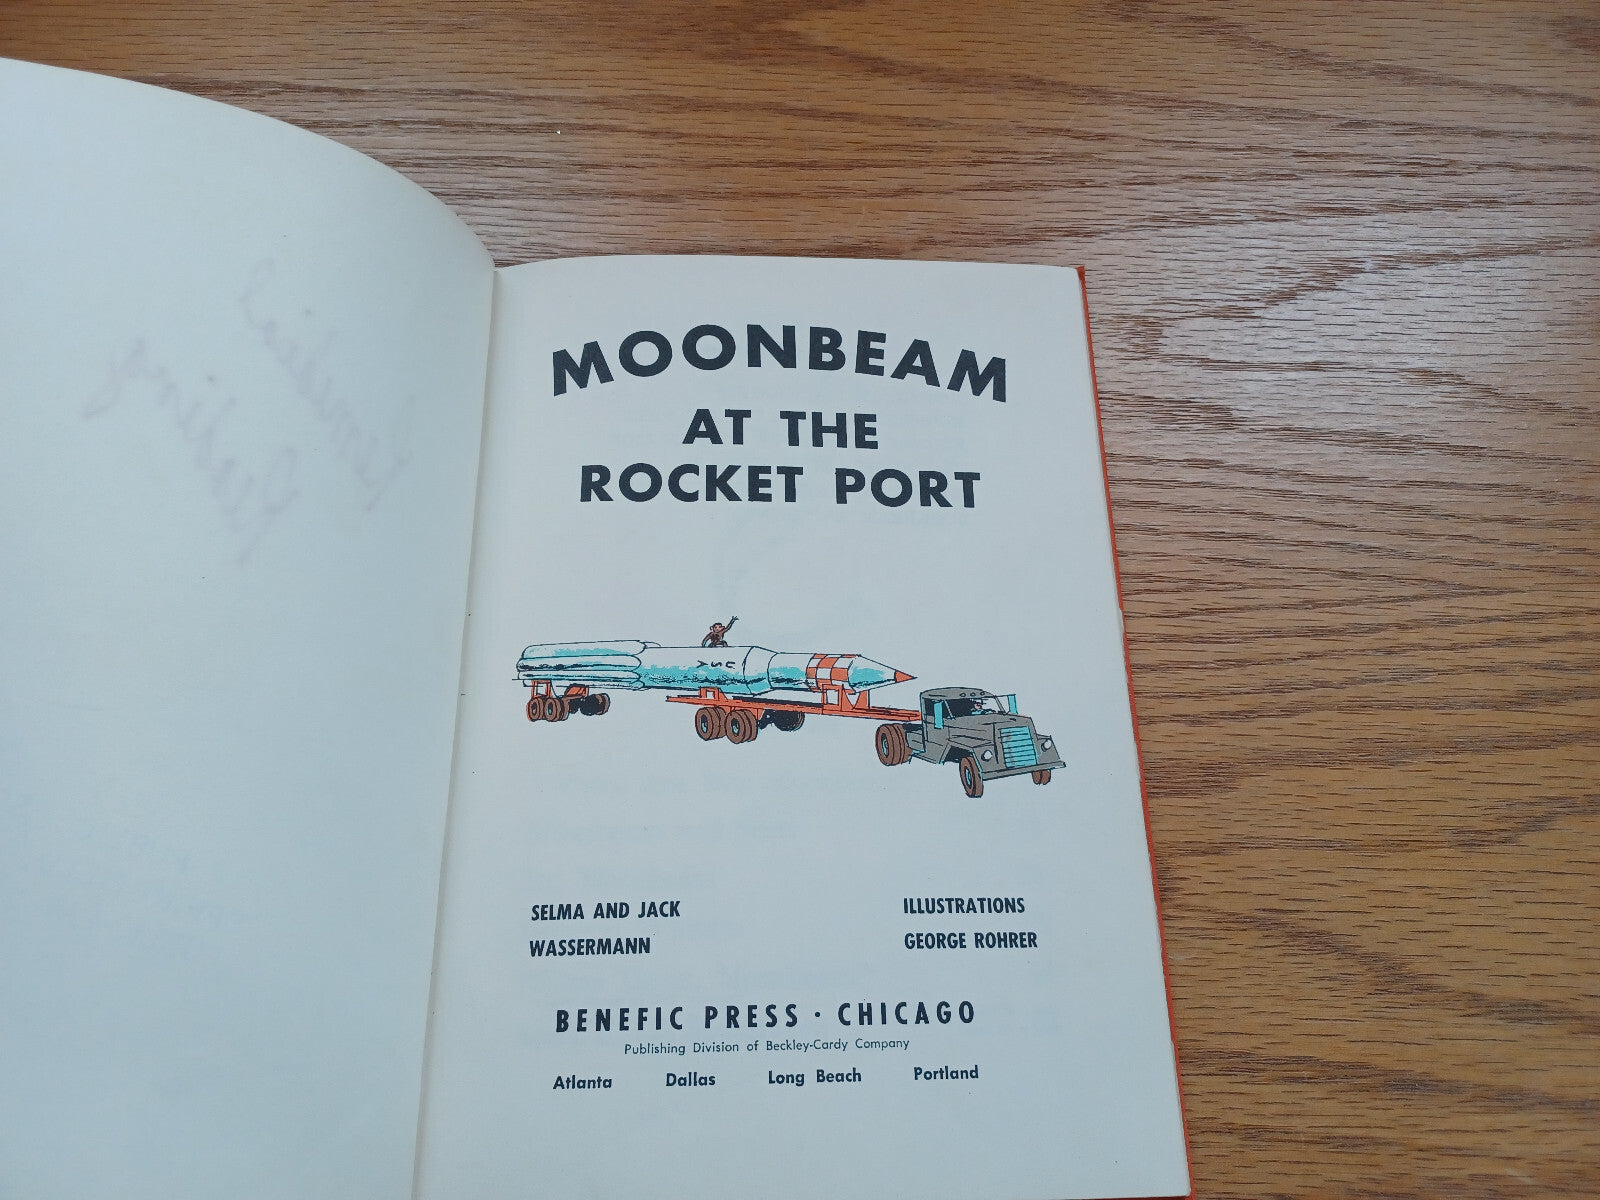 MOONBEAM
AT THE
ROCKET PORT
USA
SELMA AND JACK
WASSERMANN
ILLUSTRATIONS
GEORGE ROHRER
BENEFIC PRESS · CHICAGO
Publishing Division of Beckley-Cardy Company
Atlanta Dallas Long Beach Portland